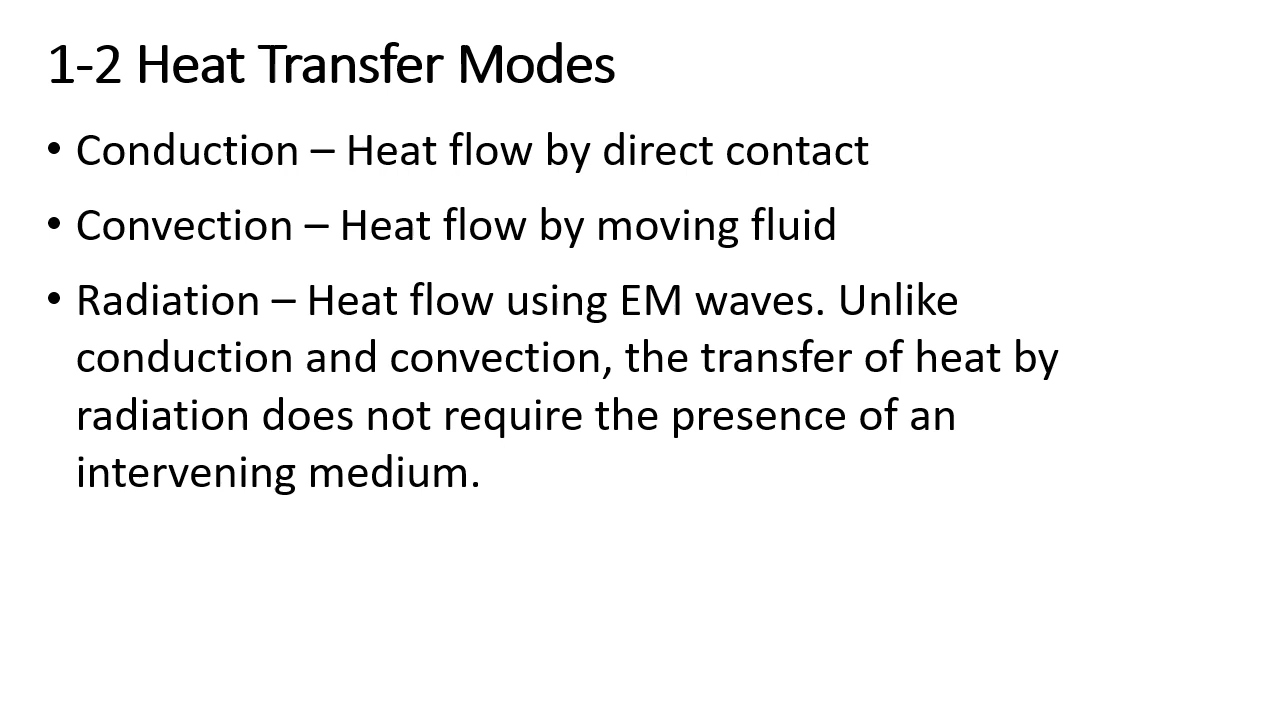 1-2 Heat Transfer Modes
• Conduction – Heat flow by direct contact
• Convection – Heat flow by moving fluid
• Radiation – Heat flow using EM waves. Unlike
conduction and convection, the transfer of heat by
radiation does not require the presence of an
intervening medium.